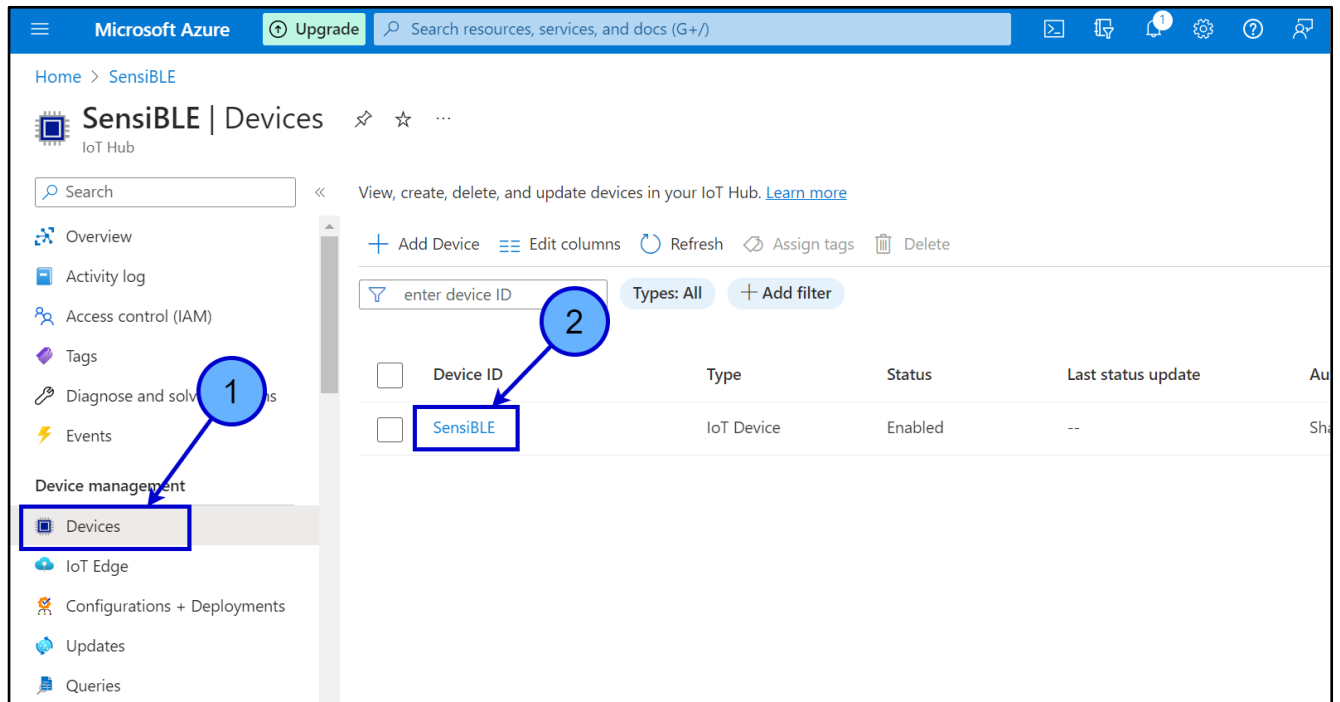 Microsoft Azure Upgrade Search resources, services, and docs (G+/) 1
Home > SensiBLE
SensiBLE | Devices ...
IoT Hub
Search «
View, create, delete, and update devices in your IoT Hub. Learn more
Overview
Activity log
Access control (IAM)
Tags
Diagnose and
Events
Device management
Devices
IoT Edge
Configurations + Deployments
Updates
Queries
1
+ Add Device Edit columns Refresh Assign tags Delete
enter device ID Types: All + Add filter
2
Device ID Type Status Last status update
SensiBLE IoT Device Enabled --